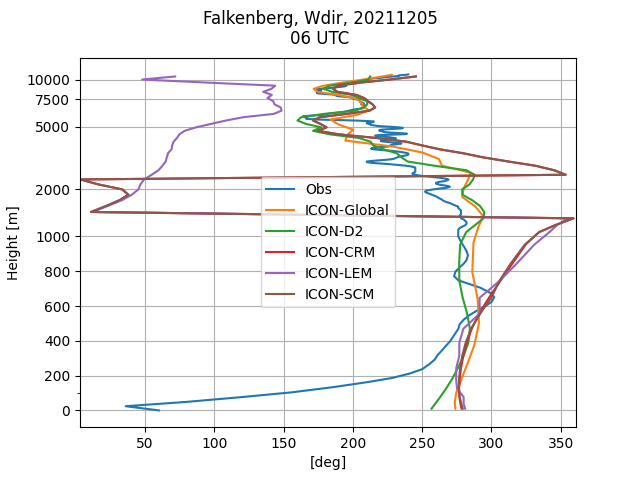 Falkenberg, Wdir, 20211205
06 UTC
10000
7500
5000
2000
1000
800
600
400
200
0
Height [m]
Obs
ICON-Global
ICON-D2
ICON-CRM
ICON-LEM
ICON-SCM
50 100 150 200 250 300 350
[deg]